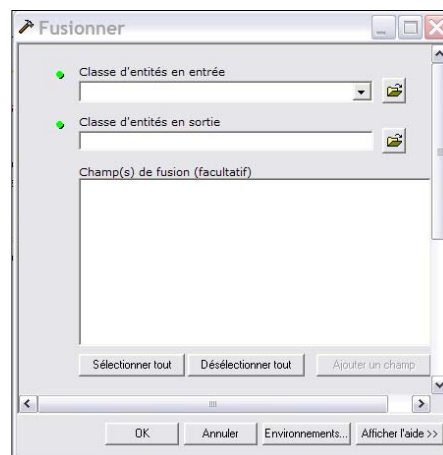 Fusionner
Classe d'entités en entrée
Classe d'entités en sortie
Champ(s) de fusion (facultatif)
Sélectionner tout
Désélectionner tout
Ajouter un champ
OK
Annuler
Environnements...
Afficher l'aide >>